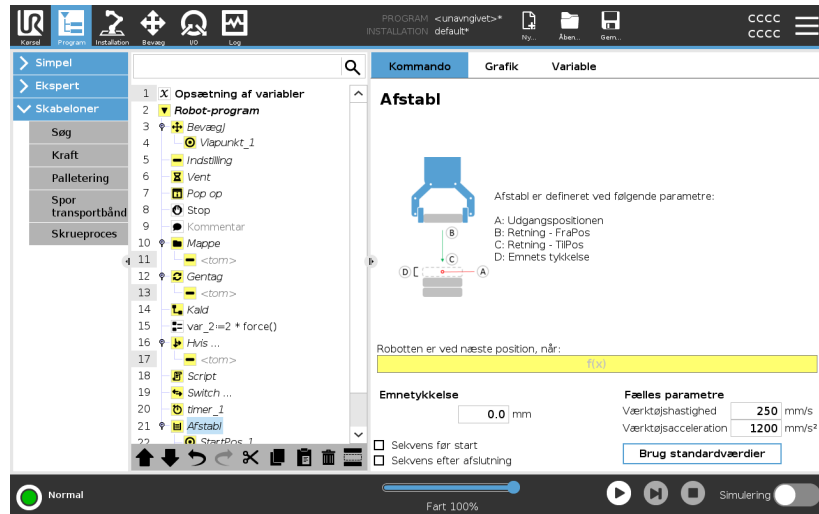 UR
PROGRAM <unavngivet>*
INSTALLATION default*
CCCC
CCCC
Kørsel Program Installation Bevæg I/O Log
Ny... Åben... Gem...
Simpel
Ekspert
Skabeloner
Søg
Kraft
Palletering
Spor
transportbånd
Skrueproces
1 X Opsætning af variabler
2 Robot-program
3 BevægJ
4 Viapunkt_1
5 Indstilling
6 Vent
7 Pop op
8 Stop
9 Kommentar
10 Mappe
11 <tom>
12 Gentag
13 <tom>
14 Kald
15 var_2:=2 * force()
16 Hvis ...
17 <tom>
18 Script
19 Switch ...
20 timer_1
21 Afstabl
22 StartPos_1
Kommando Grafik Variable
Afstabl
B
C
D
A
Afstabl er defineret ved følgende parametre:
A: Udgangspositionen
B: Retning - FraPos
C: Retning - TilPos
D: Emnets tykkelse
Robotten er ved næste position, når:
f(x)
Emnetykkelse
0.0 mm
Fælles parametre
Værktøjshastighed 250 mm/s
Værktøjsacceleration 1200 mm/s²
Sekvens før start
Sekvens efter afslutning
Brug standardværdier
Normal
Fart 100%
Simulering